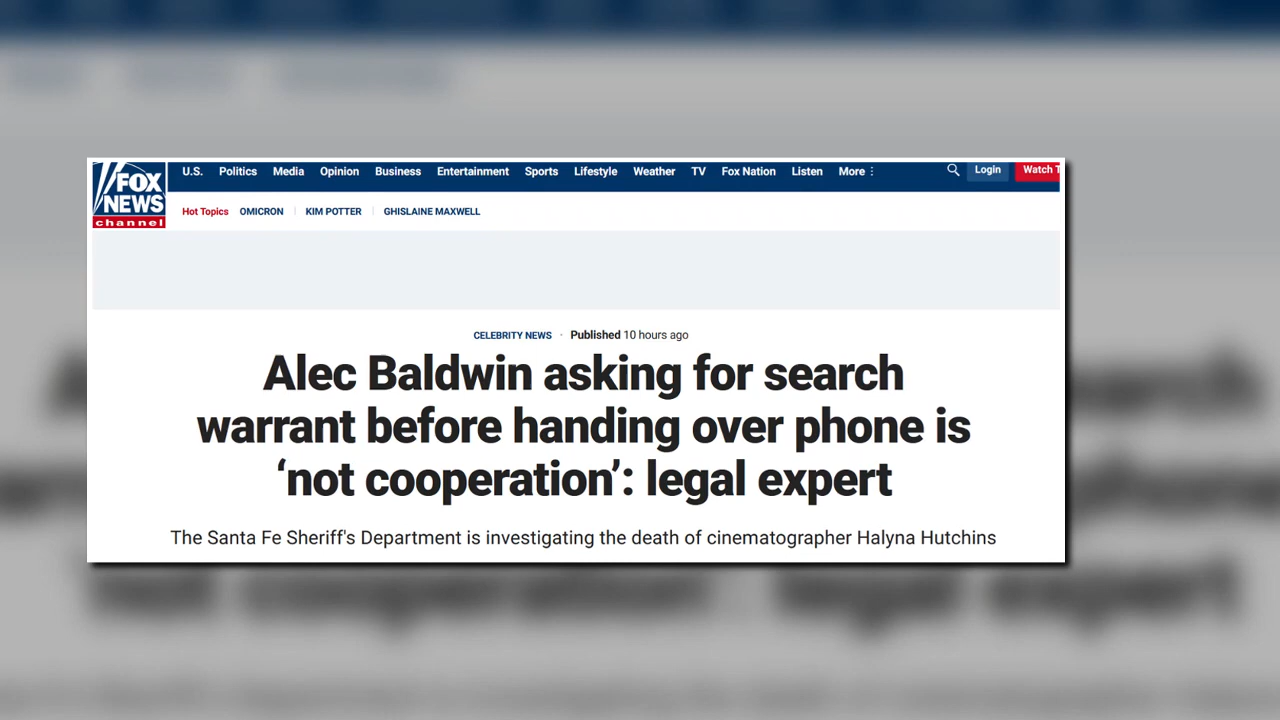 FOX
NEWS
channel
U.S. Politics Media Opinion Business Entertainment Sports Lifestyle Weather TV Fox Nation Listen More Login Watch T
Hot Topics OMICRON KIM POTTER GHISLAINE MAXWELL
CELEBRITY NEWS · Published 10 hours ago
Alec Baldwin asking for search
warrant before handing over phone is
‘not cooperation’: legal expert
The Santa Fe Sheriff's Department is investigating the death of cinematographer Halyna Hutchins